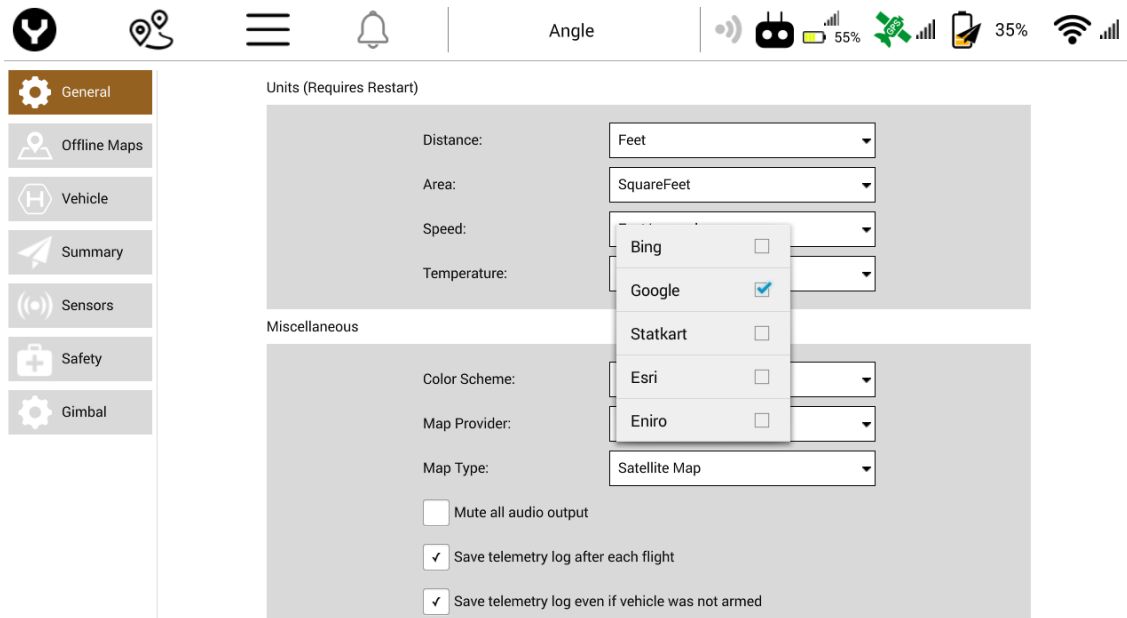 Angle
55%
GPS
35%
General
Offline Maps
Vehicle
Summary
Sensors
Safety
Gimbal
Units (Requires Restart)
Distance: Feet
Area: SquareFeet
Speed:
Temperature:
Bing
Google
Statkart
Esri
Eniro
Miscellaneous
Color Scheme:
Map Provider:
Map Type: Satellite Map
Mute all audio output
Save telemetry log after each flight
Save telemetry log even if vehicle was not armed